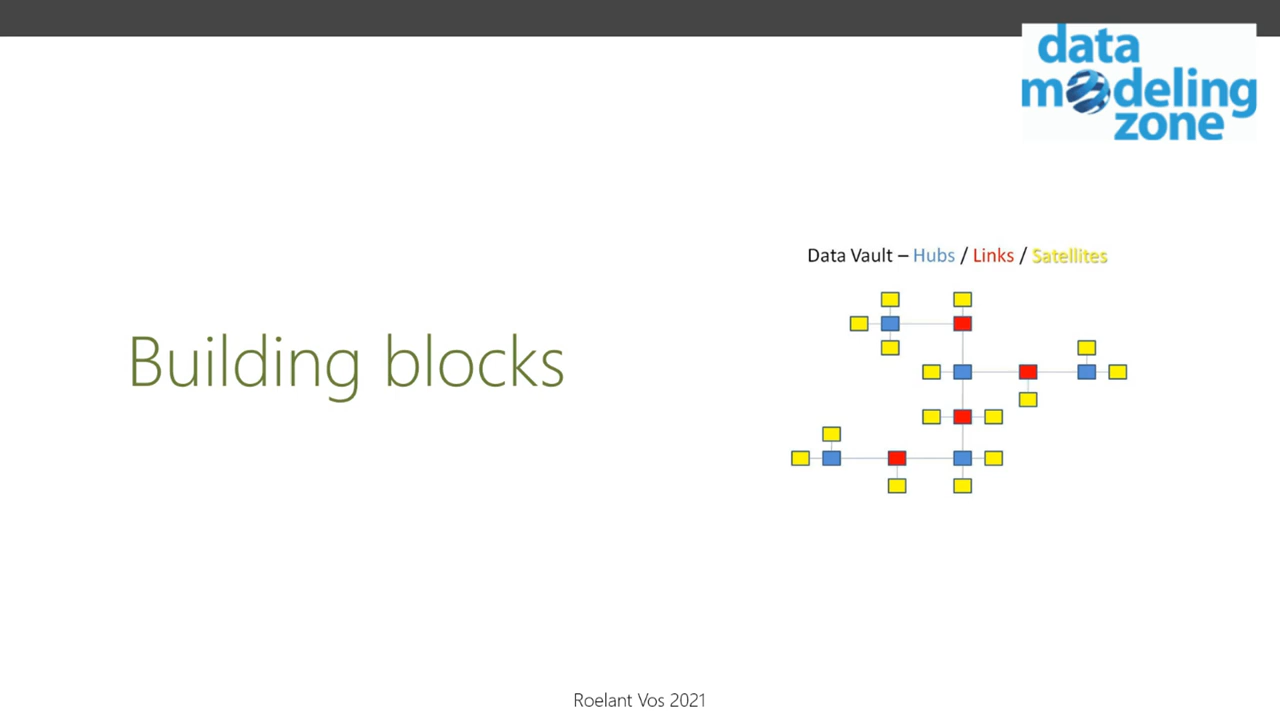 data
modeling
zone
Data Vault – Hubs / Links / Satellites
Building blocks
Roelant Vos 2021